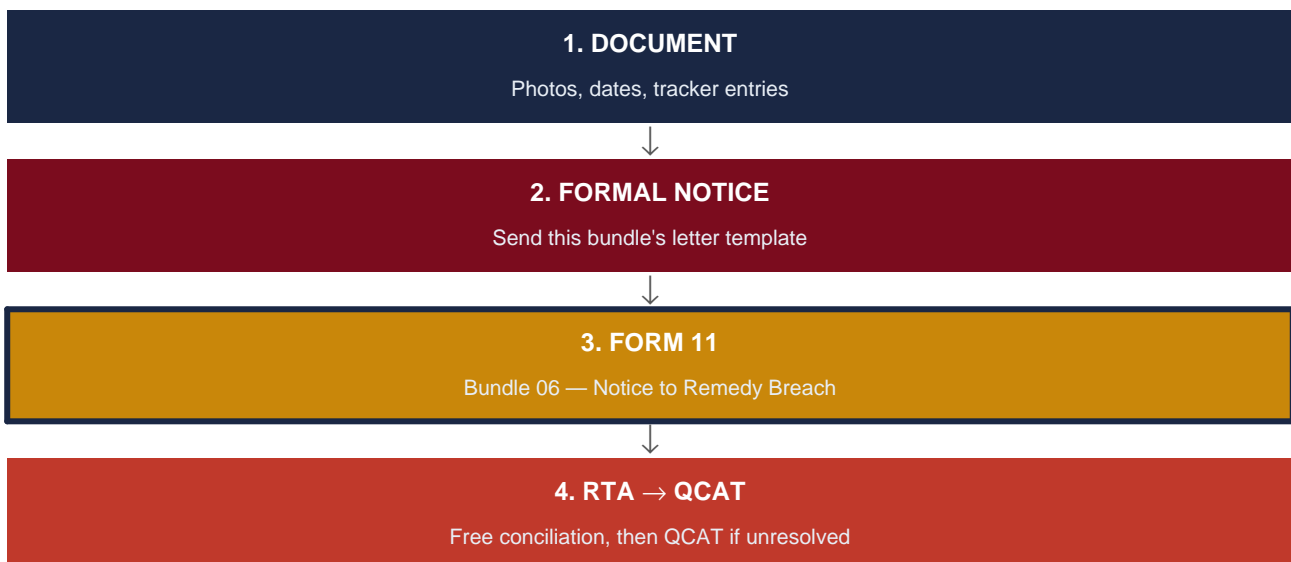 1. DOCUMENT
Photos, dates, tracker entries
↓
2. FORMAL NOTICE
Send this bundle's letter template
↓
3. FORM 11
Bundle 06 — Notice to Remedy Breach
↓
4. RTA → QCAT
Free conciliation, then QCAT if unresolved